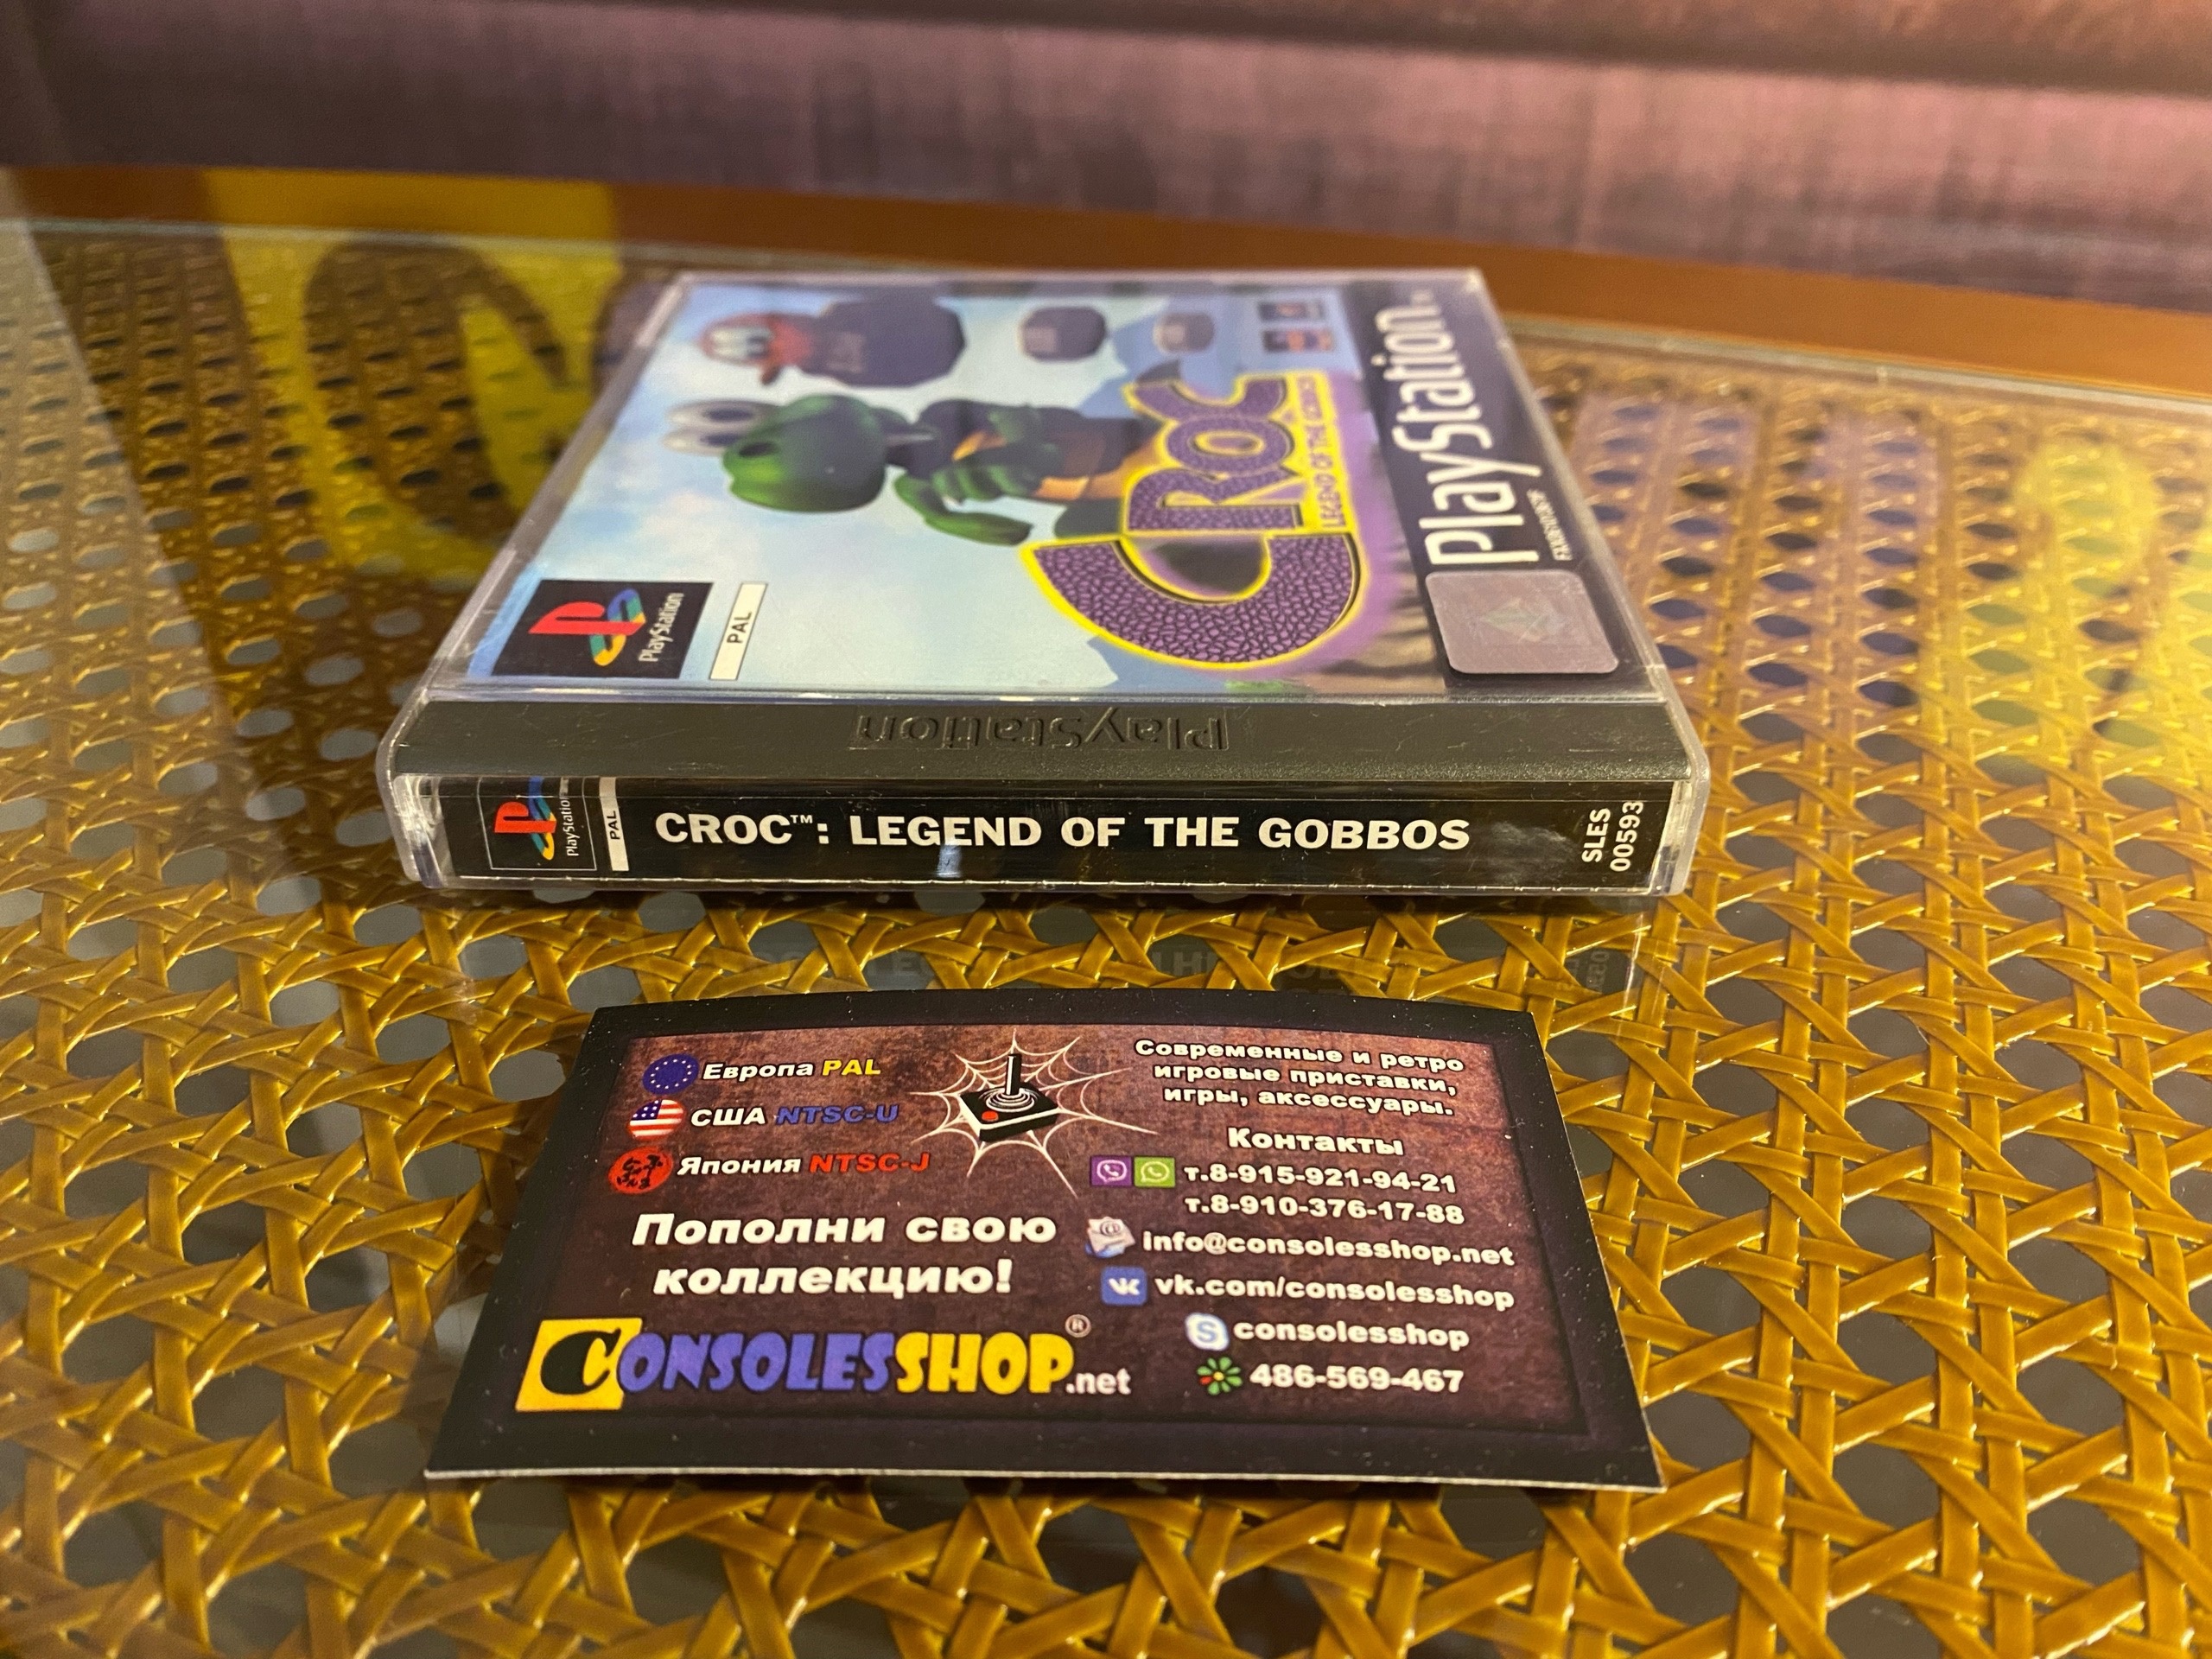 PlayStation
PAL
CROC
LEGEND OF THE GOBBOS
PlayStation
PlayStation
PlayStation
PAL
CROC™: LEGEND OF THE GOBBOS
SLES
00593
Европа PAL
США NTSC-U
Япония NTSC-J
Пополни свою
коллекцию!
CONSOLESSHOP.net®
Современные и ретро
игровые приставки,
игры, аксессуары.
Контакты
т.8-915-921-94-21
т.8-910-376-17-88
info@consolesshop.net
vk.com/consolesshop
consolesshop
486-569-467